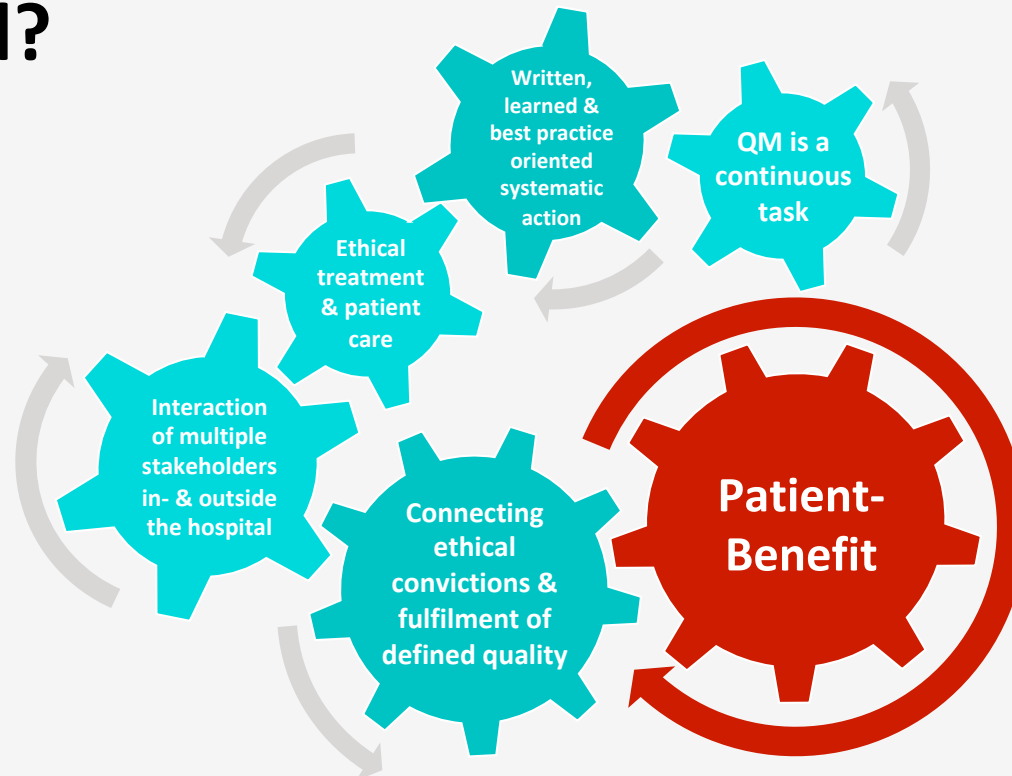 l?
Written,
learned &
best practice
oriented
systematic
action
QM is a
continuous
task
Ethical
treatment
& patient
care
Interaction
of multiple
stakeholders
in- & outside
the hospital
Connecting
ethical
convictions &
fulfilment of
defined quality
Patient-
Benefit